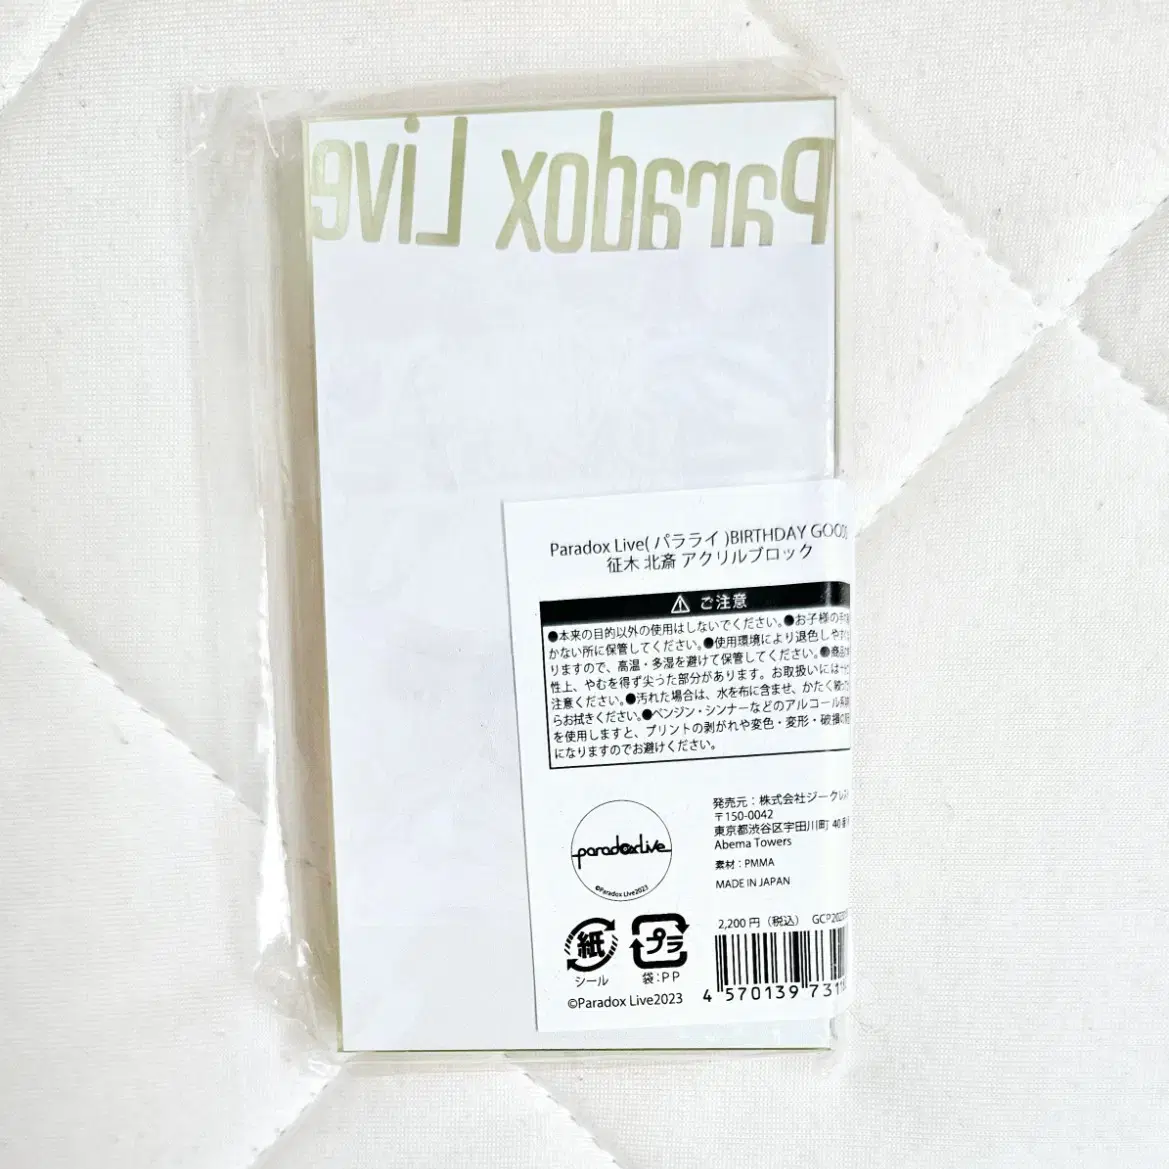 Paradox Live
Paradox Live( パラライ )BIRTHDAY GOODS
征木 北斎 アクリルブロック
ご注意
●本来の目的以外の使用はしないでください。●お子様の手の
かない所に保管してください。●使用環境により退色しやす
りますので、高温・多湿を避けて保管してください。●商品の
性上、やむを得ず尖った部分があります。お取扱いには
注意ください。●汚れた場合は、水を布に含ませ、かたく絞って
らお拭きください。●ベンジン・シンナーなどのアルコール
を使用しますと、プリントの剥がれや変色・変形・破損の
になりますのでお避けください。
paradoxLive
©Paradox Live2023
発売元：株式会社ジークレスト
〒150-0042
東京都渋谷区宇田川町 40番
Abema Towers
素材：PMMA
MADE IN JAPAN
2,200 円（税込） GCP2023
紙
シール
プラ
袋：PP
©Paradox Live2023
4 570139 731